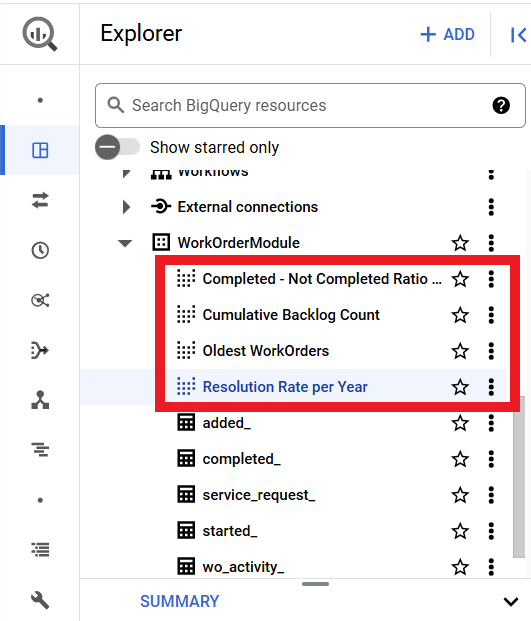 Explorer
+ ADD
Search BigQuery resources
Show starred only
Workflows
External connections
WorkOrderModule
Completed - Not Completed Ratio ...
Cumulative Backlog Count
Oldest WorkOrders
Resolution Rate per Year
added_
completed_
service_request_
started_
wo_activity_
SUMMARY